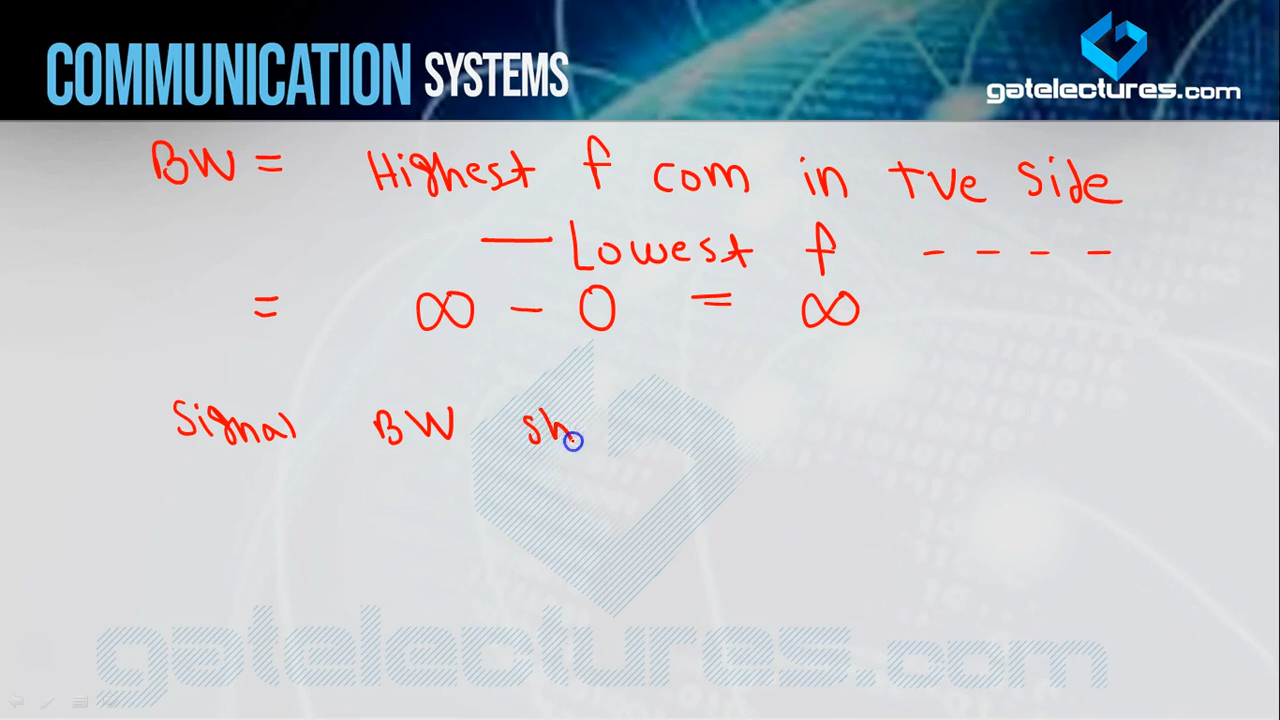 COMMUNICATION SYSTEMS
gatelectures.com
BW = Highest f com in +ve side
— Lowest f - - - -
= ∞ - 0 = ∞
Signal BW sh
gatelectures.com